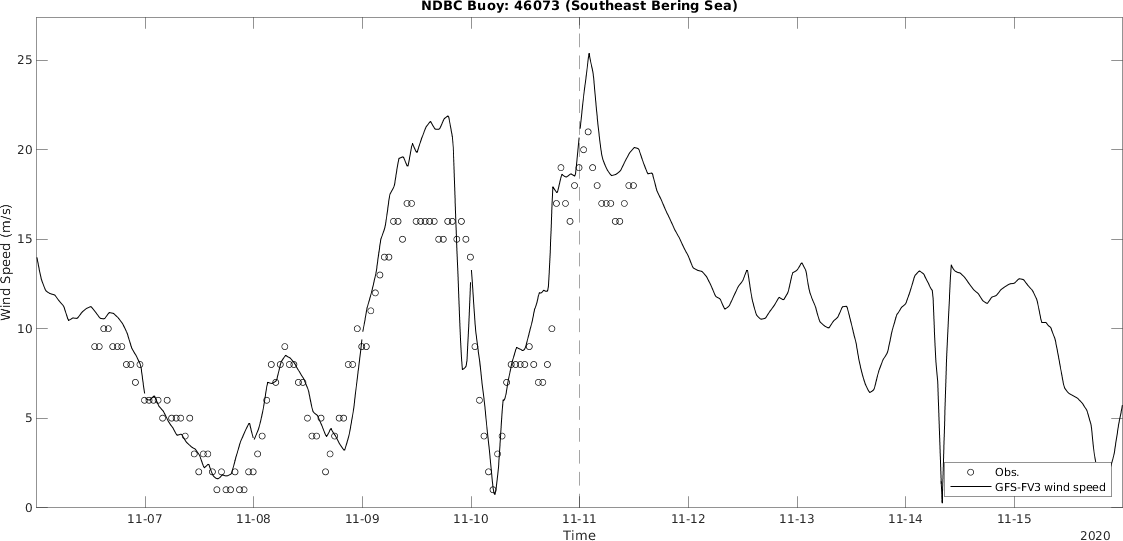 NDBC Buoy: 46073 (Southeast Bering Sea)
Wind Speed (m/s)
25
20
15
10
5
0
Obs.
GFS-FV3 wind speed
11-07 11-08 11-09 11-10 11-11 11-12 11-13 11-14 11-15
Time
2020